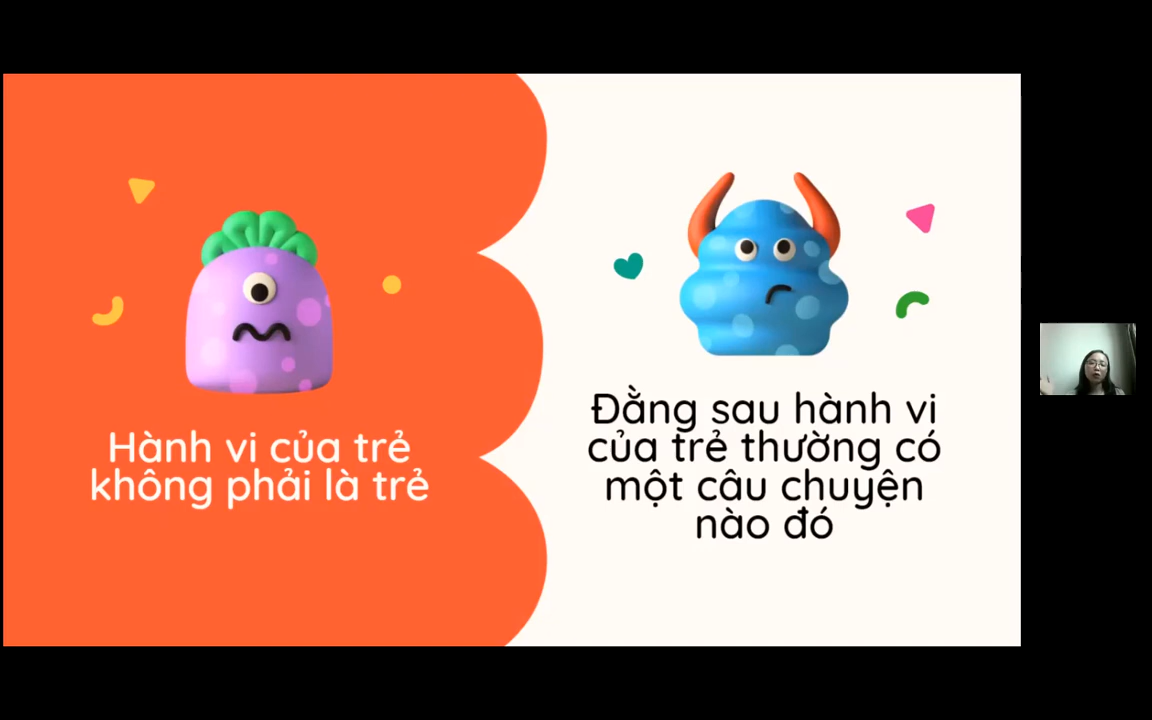 Hành vi của trẻ
không phải là trẻ
Đằng sau hành vi
của trẻ thường có
một câu chuyện
nào đó